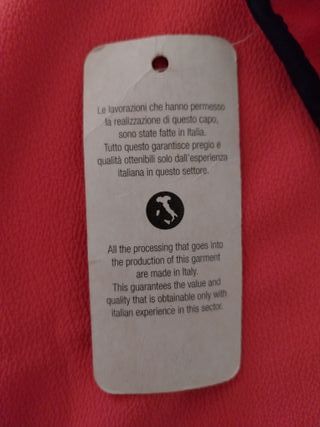 Le lavorazioni che hanno permesso
la realizzazione di questo capo,
sono state fatte in Italia.
Tutto questo garantisce pregio e
qualità ottenibili solo dall'esperienza
italiana in questo settore.
All the processing that goes into
the production of this garment
are made in Italy.
This guarantees the value and
quality that is obtainable only with
italian experience in this sector.